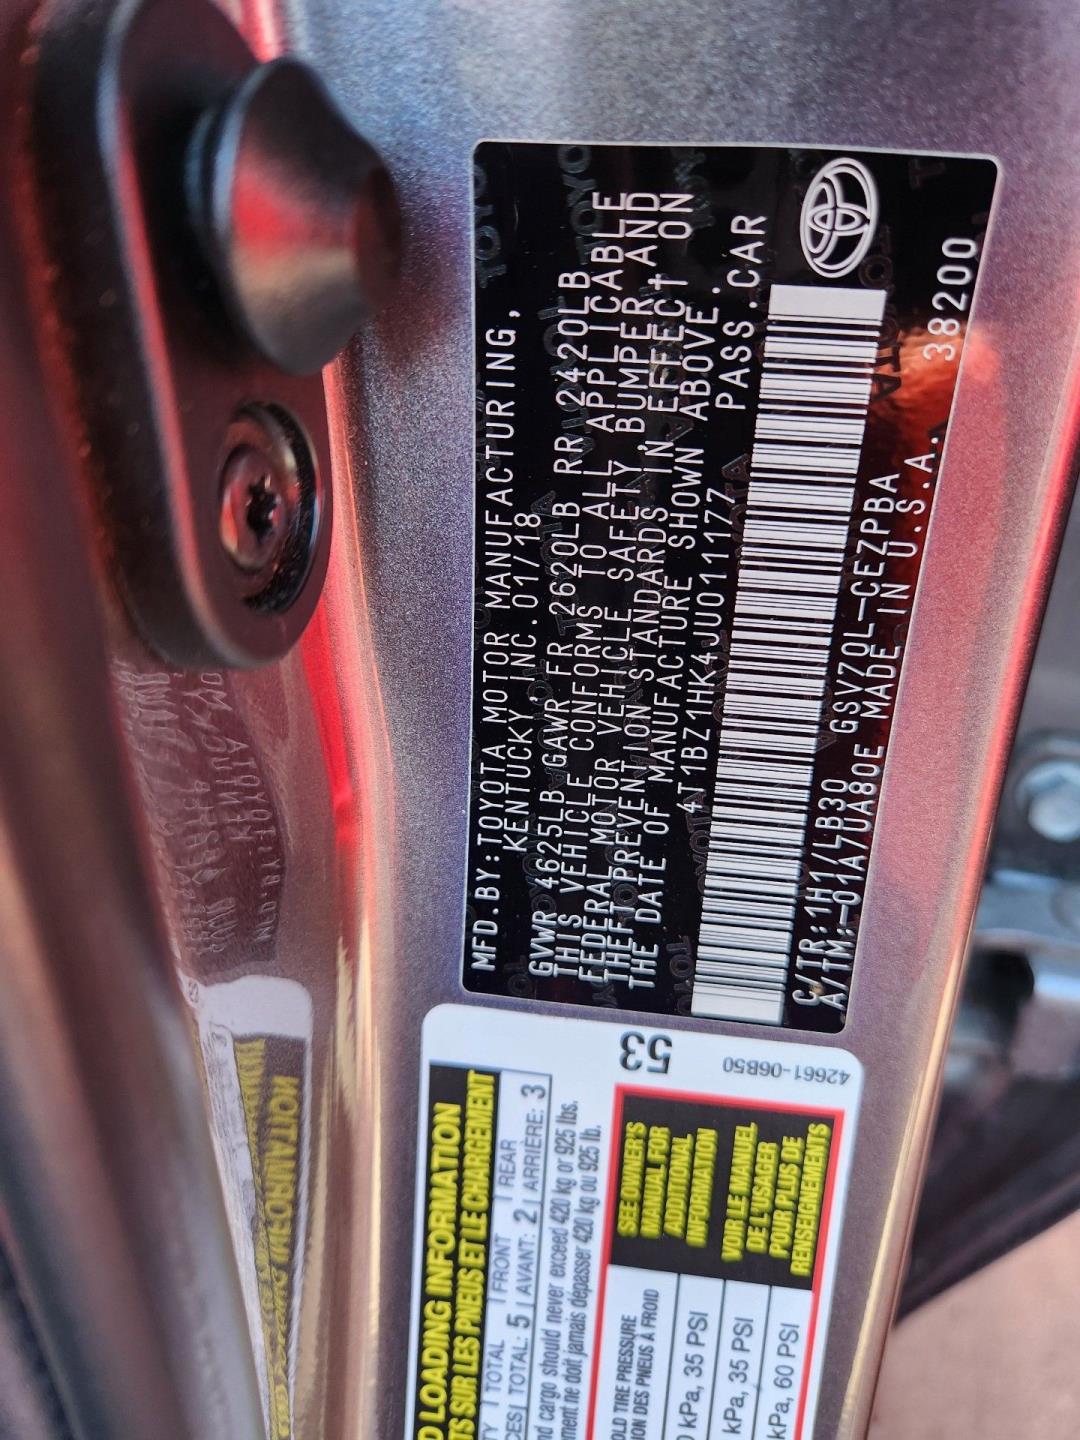 MFD.BY:TOYOTA MOTOR MANUFACTURING,
KENTUCKY, INC. 01/18
GVWR 4625LB GAWR FR 2620LB RR 2420LB
THIS VEHICLE CONFORMS TO ALL APPLICABLE
FEDERAL MOTOR VEHICLE SAFETY, BUMPER, AND
THEFT PREVENTION STANDARDS IN EFFECT ON
THE DATE OF MANUFACTURE SHOWN ABOVE.
4T1BZ1HK4JU011177 PASS.CAR
C/TR:1H1/LB30 GSV70L-CEZPBA
A/TM:-01A/UA80E MADE IN U.S.A. 38200
53
42661-06B50
LOADING INFORMATION
SUR LES PNEUS ET LE CHARGEMENT
TOTAL FRONT REAR
TOTAL: 5 AVANT: 2 ARRIÈRE: 3
and cargo should never exceed 420 kg or 925 lbs.
ne doit jamais dépasser 420 kg ou 925 lb.
COLD TIRE PRESSURE
DES PNEUS À FROID
kPa, 35 PSI
kPa, 35 PSI
kPa, 60 PSI
SEE OWNER'S
MANUAL FOR
ADDITIONAL
INFORMATION
VOIR LE MANUEL
DE L'USAGER
POUR PLUS DE
RENSEIGNEMENTS